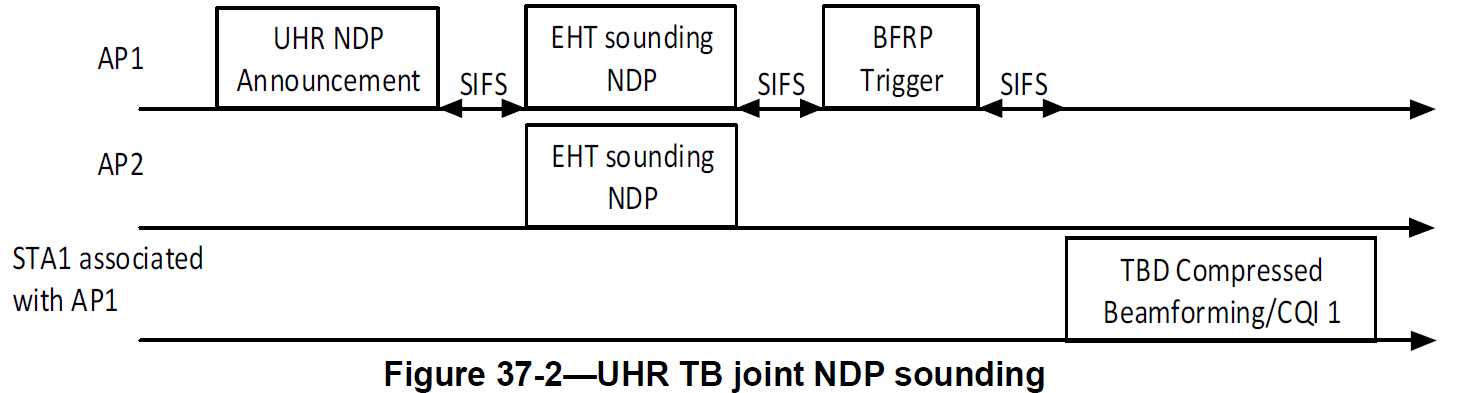 AP1
UHR NDP
Announcement
SIFS
EHT sounding
NDP
SIFS
BFRP
Trigger
SIFS
AP2
EHT sounding
NDP
STA1 associated
with AP1
TBD Compressed
Beamforming/CQI 1
Figure 37-2—UHR TB joint NDP sounding